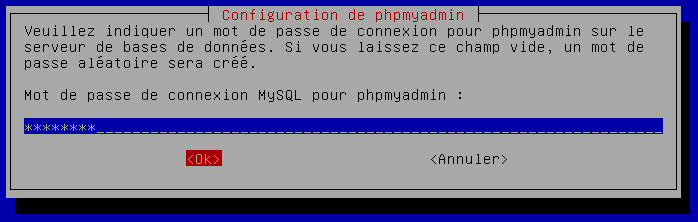 Configuration de phpmyadmin
Veuillez indiquer un mot de passe de connexion pour phpmyadmin sur le
serveur de bases de données. Si vous laissez ce champ vide, un mot de
passe aléatoire sera créé.
Mot de passe de connexion MySQL pour phpmyadmin :
********_______________________________________________________________
<Ok> <Annuler>